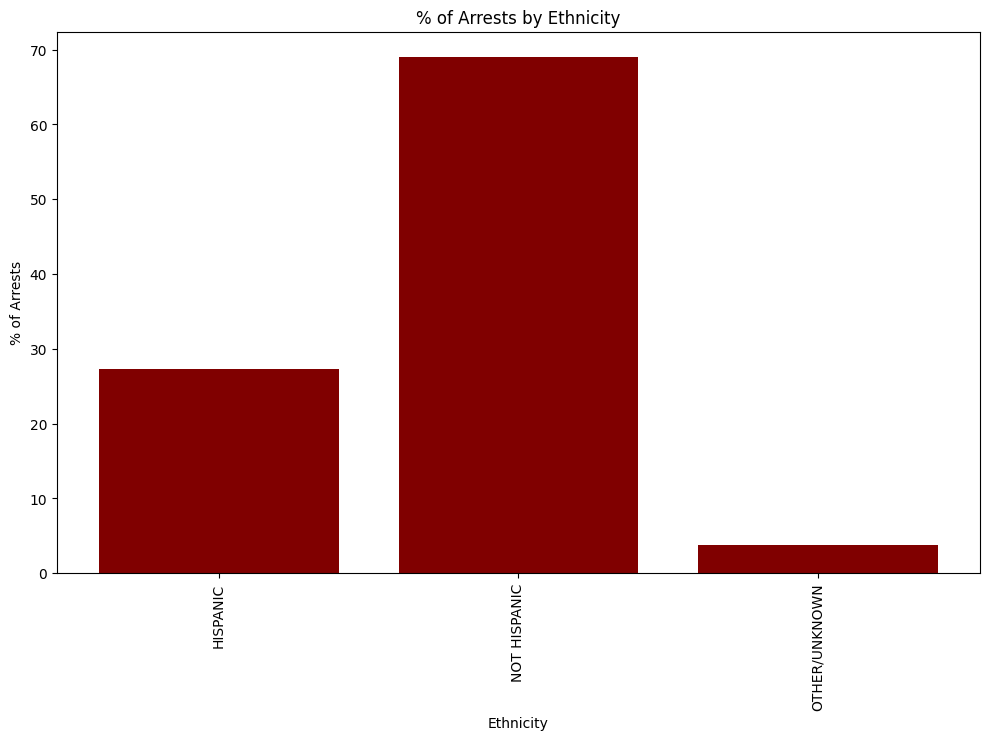 % of Arrests by Ethnicity
% of Arrests
70
60
50
40
30
20
10
0
HISPANIC
NOT HISPANIC
OTHER/UNKNOWN
Ethnicity